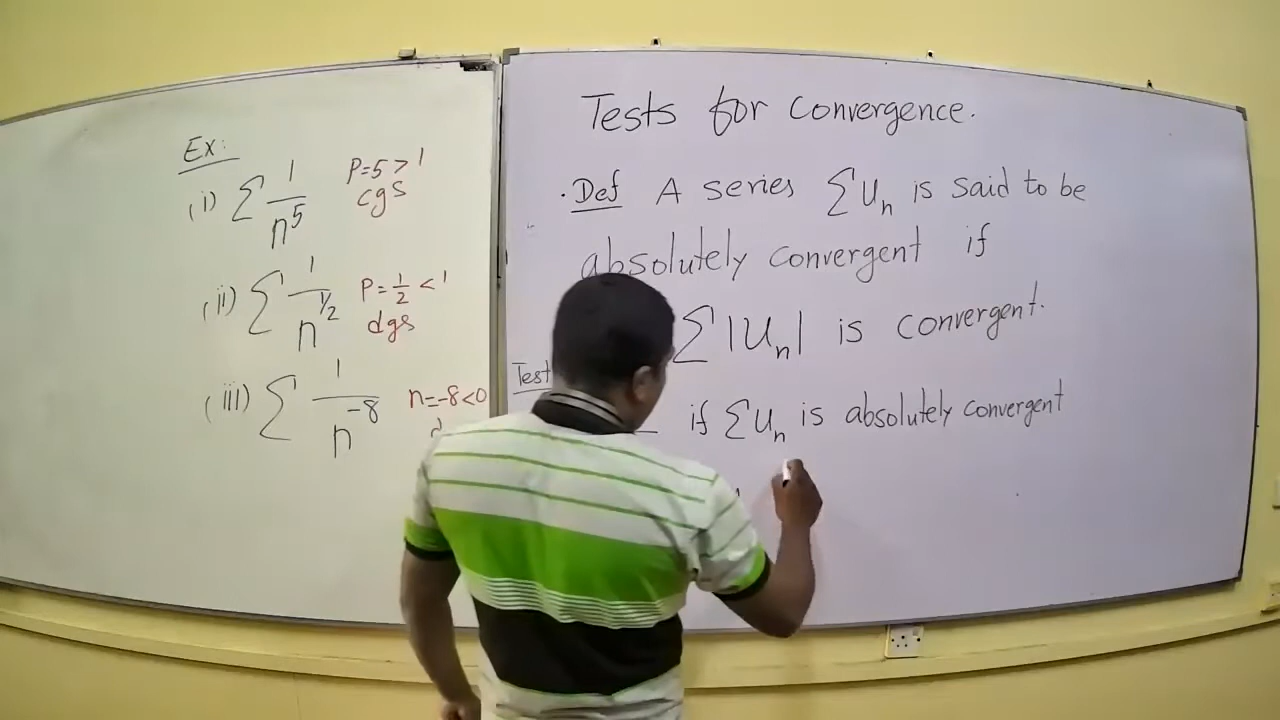 Ex:
(i) ∑ 1/n^5 P=5>1
cgs
(ii) ∑ 1/n^1/2 P=1/2<1
dgs
(iii) ∑ 1/n^-8 n=-8<0
Tests for Convergence.
· Def A series ∑Un is said to be
absolutely convergent if
∑|Un| is convergent.
Test
if ∑Un is absolutely convergent